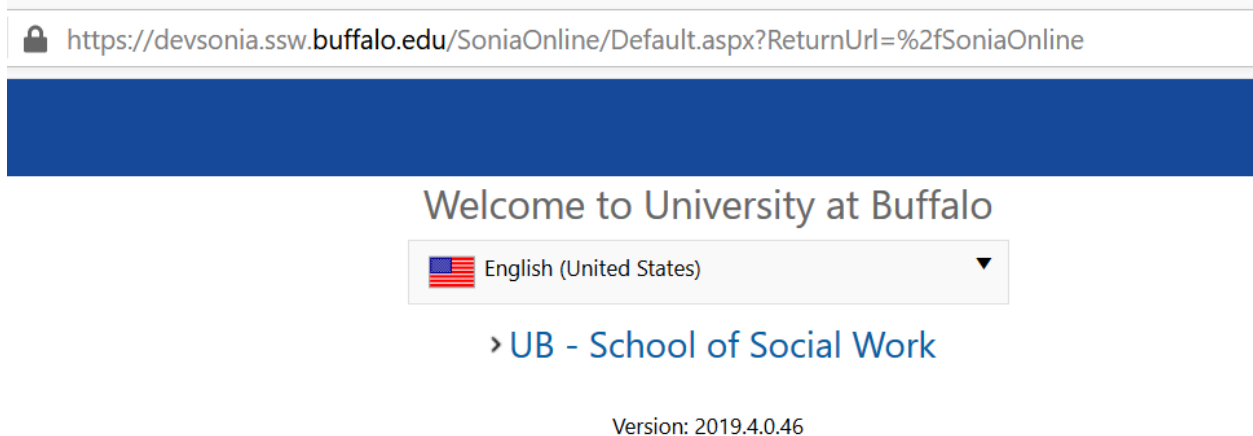 https://devsonia.ssw.buffalo.edu/SoniaOnline/Default.aspx?ReturnUrl=%2fSoniaOnline
Welcome to University at Buffalo
English (United States)
UB - School of Social Work
Version: 2019.4.0.46